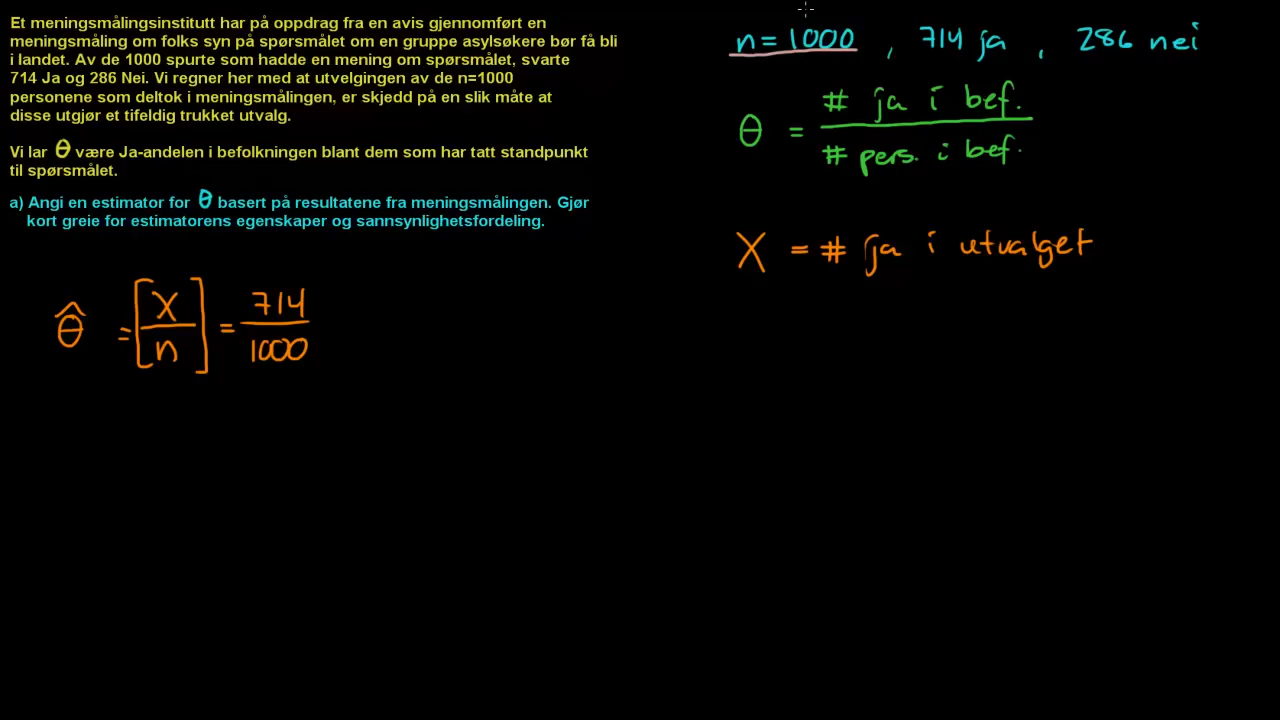 Et meningsmålingsinstitutt har på oppdrag fra en avis gjennomført en
meningsmåling om folks syn på spørsmålet om en gruppe asylsøkere bør få bli
i landet. Av de 1000 spurte som hadde en mening om spørsmålet, svarte
714 Ja og 286 Nei. Vi regner her med at utvelgingen av de n=1000
personene som deltok i meningsmålingen, er skjedd på en slik måte at
disse utgjør et tifeldig trukket utvalg.
Vi lar θ være Ja-andelen i befolkningen blant dem som har tatt standpunkt
til spørsmålet.
a) Angi en estimator for θ basert på resultatene fra meningsmålingen. Gjør
kort greie for estimatorens egenskaper og sannsynlighetsfordeling.
θ̂ = [X/n] = 714/1000
n = 1000 , 714 ja , 286 nei
θ = # ja i bef. / # pers. i bef.
X = # ja i utvalget